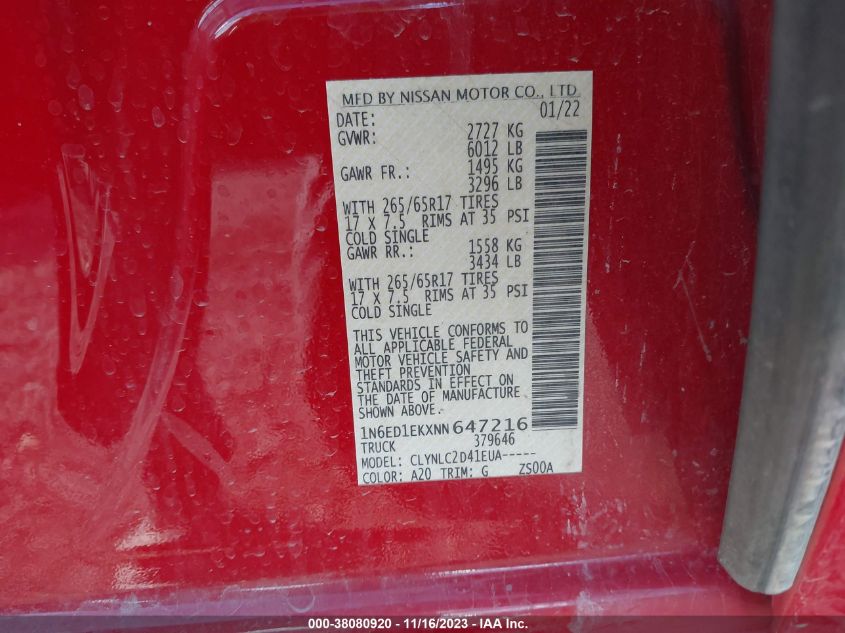 MFD BY NISSAN MOTOR CO., LTD
DATE: 01/22
GVWR: 2727 KG
6012 LB
GAWR FR.: 1495 KG
3296 LB
WITH 265/65R17 TIRES
17 X 7.5 RIMS AT 35 PSI
COLD SINGLE
GAWR RR.: 1558 KG
3434 LB
WITH 265/65R17 TIRES
17 X 7.5 RIMS AT 35 PSI
COLD SINGLE
THIS VEHICLE CONFORMS TO
ALL APPLICABLE FEDERAL
MOTOR VEHICLE SAFETY AND
THEFT PREVENTION
STANDARDS IN EFFECT ON
THE DATE OF MANUFACTURE
SHOWN ABOVE.
1N6ED1EKXNN647216
TRUCK 379646
MODEL: CLYNLC2D41EUA-----
COLOR: A20 TRIM: G ZS00A
000-38080920 - 11/16/2023 - IAA Inc.